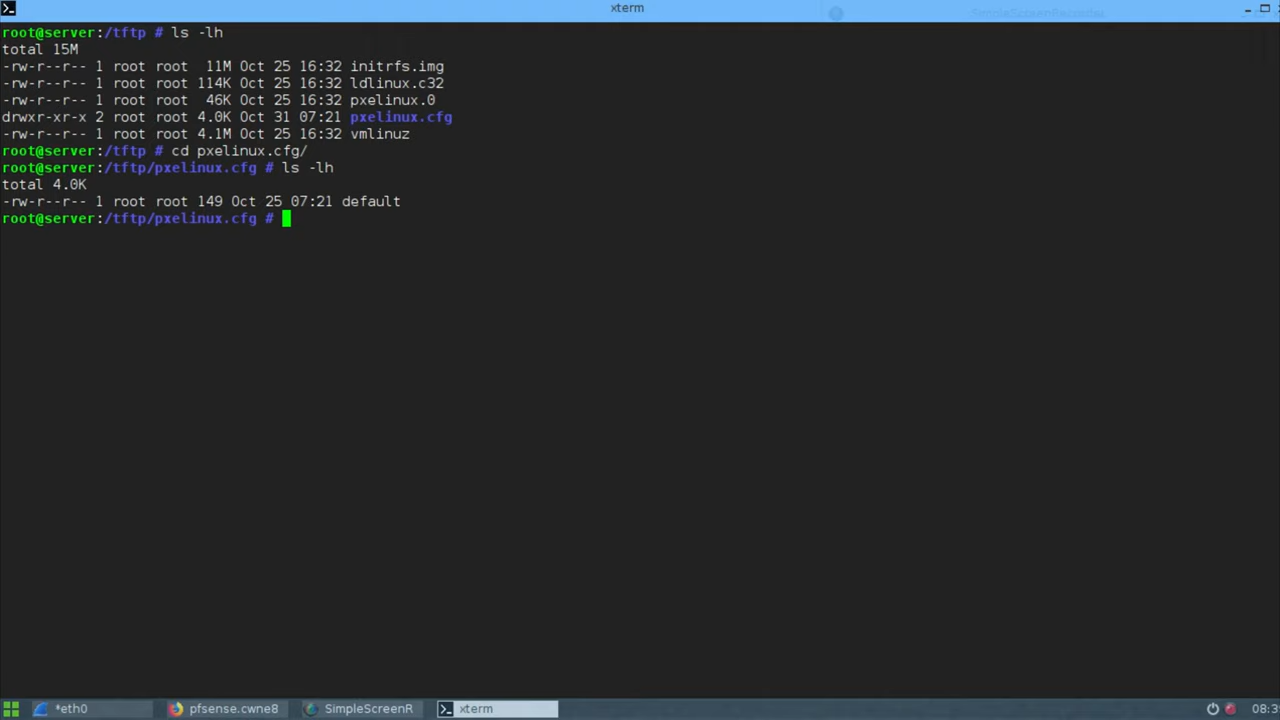 xterm
SimpleScreenRecorder
root@server:/tftp # ls -lh
total 15M
-rw-r--r-- 1 root root  11M Oct 25 16:32 initrfs.img
-rw-r--r-- 1 root root 114K Oct 25 16:32 ldlinux.c32
-rw-r--r-- 1 root root  46K Oct 25 16:32 pxelinux.0
drwxr-xr-x 2 root root 4.0K Oct 31 07:21 pxelinux.cfg
-rw-r--r-- 1 root root 4.1M Oct 25 16:32 vmlinuz
root@server:/tftp # cd pxelinux.cfg/
root@server:/tftp/pxelinux.cfg # ls -lh
total 4.0K
-rw-r--r-- 1 root root 149 Oct 25 07:21 default
root@server:/tftp/pxelinux.cfg #
*eth0 pfsense.cwne8 SimpleScreenR xterm